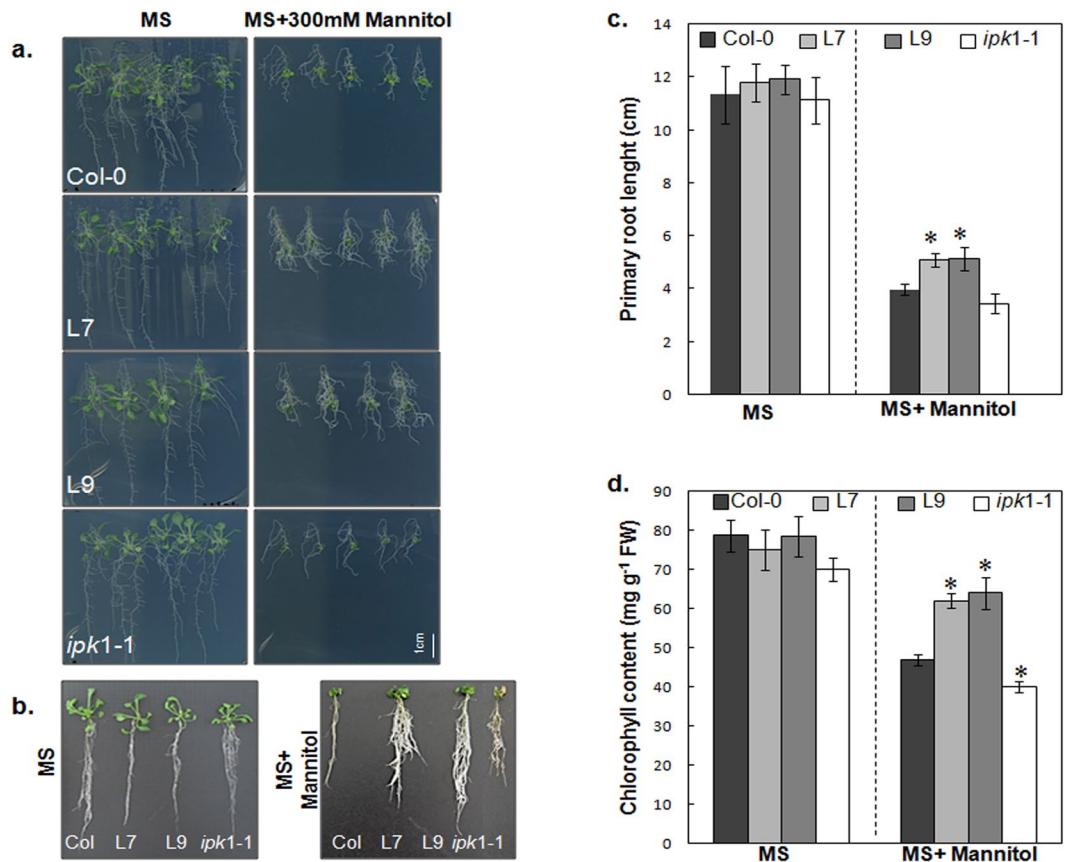 MS MS+300mM Mannitol
a.
Col-0
L7
L9
ipk1-1
1cm
b.
MS
Col L7 L9 ipk1-1
MS+
Mannitol
Col L7 L9 ipk1-1
c.
Primary root lenght (cm)
14
12
10
8
6
4
2
0
Col-0 L7 L9 ipk1-1
* *
MS MS+ Mannitol
d.
Chlorophyll content (mg g-1 FW)
90
80
70
60
50
40
30
20
10
0
Col-0 L7 L9 ipk1-1
* * *
MS MS+ Mannitol